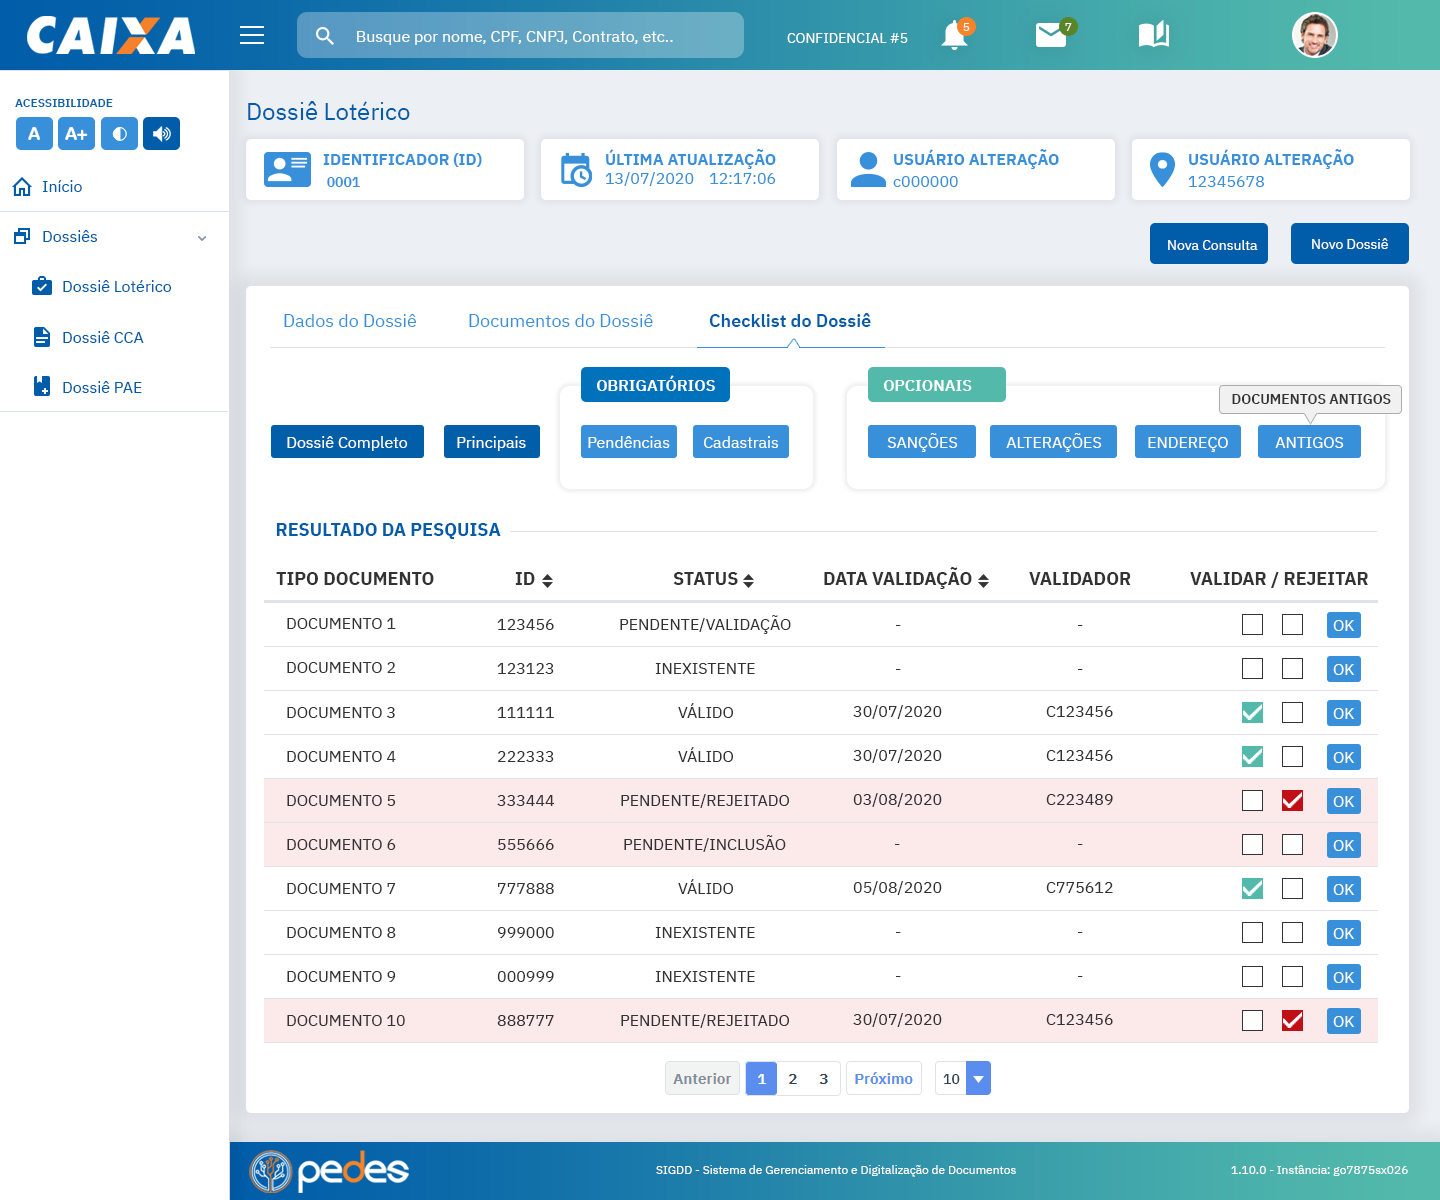 CAIXA
Busque por nome, CPF, CNPJ, Contrato, etc..
CONFIDENCIAL #5
5
7
ACESSIBILIDADE
A A+
Início
Dossiês
Dossiê Lotérico
Dossiê CCA
Dossiê PAE
Dossiê Lotérico
IDENTIFICADOR (ID)
0001
ÚLTIMA ATUALIZAÇÃO
13/07/2020 12:17:06
USUÁRIO ALTERAÇÃO
c000000
USUÁRIO ALTERAÇÃO
12345678
Nova Consulta
Novo Dossiê
Dados do Dossiê Documentos do Dossiê Checklist do Dossiê
OBRIGATÓRIOS
OPCIONAIS
DOCUMENTOS ANTIGOS
Dossiê Completo Principais Pendências Cadastrais SANÇÕES ALTERAÇÕES ENDEREÇO ANTIGOS
RESULTADO DA PESQUISA
TIPO DOCUMENTO ID STATUS DATA VALIDAÇÃO VALIDADOR VALIDAR / REJEITAR
DOCUMENTO 1 123456 PENDENTE/VALIDAÇÃO - - OK
DOCUMENTO 2 123123 INEXISTENTE - - OK
DOCUMENTO 3 111111 VÁLIDO 30/07/2020 C123456 OK
DOCUMENTO 4 222333 VÁLIDO 30/07/2020 C123456 OK
DOCUMENTO 5 333444 PENDENTE/REJEITADO 03/08/2020 C223489 OK
DOCUMENTO 6 555666 PENDENTE/INCLUSÃO - - OK
DOCUMENTO 7 777888 VÁLIDO 05/08/2020 C775612 OK
DOCUMENTO 8 999000 INEXISTENTE - - OK
DOCUMENTO 9 000999 INEXISTENTE - - OK
DOCUMENTO 10 888777 PENDENTE/REJEITADO 30/07/2020 C123456 OK
Anterior 1 2 3 Próximo 10
pedes
SIGDD - Sistema de Gerenciamento e Digitalização de Documentos
1.10.0 - Instância: go7875sx026